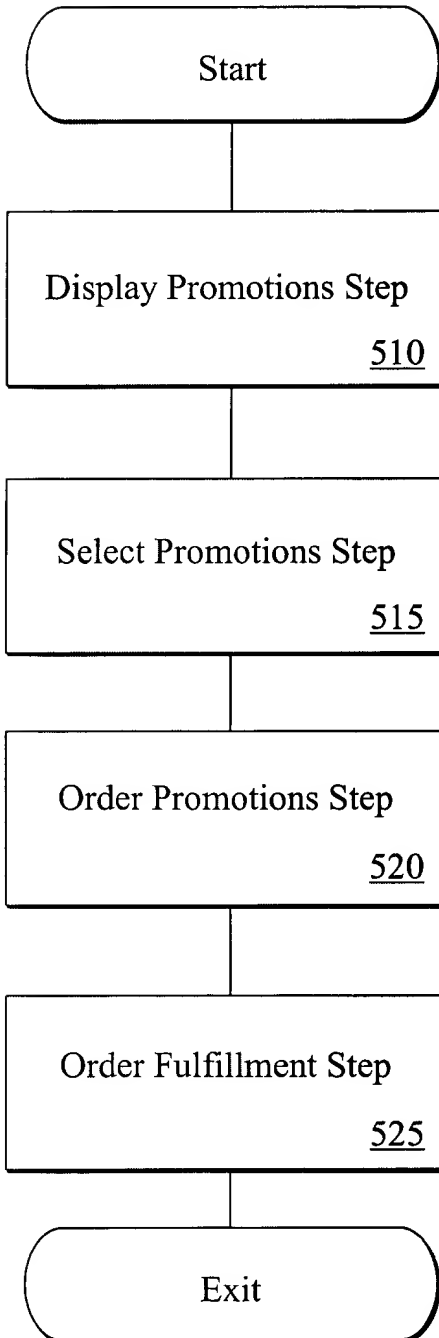 Start
Display Promotions Step
510
Select Promotions Step
515
Order Promotions Step
520
Order Fulfillment Step
525
Exit